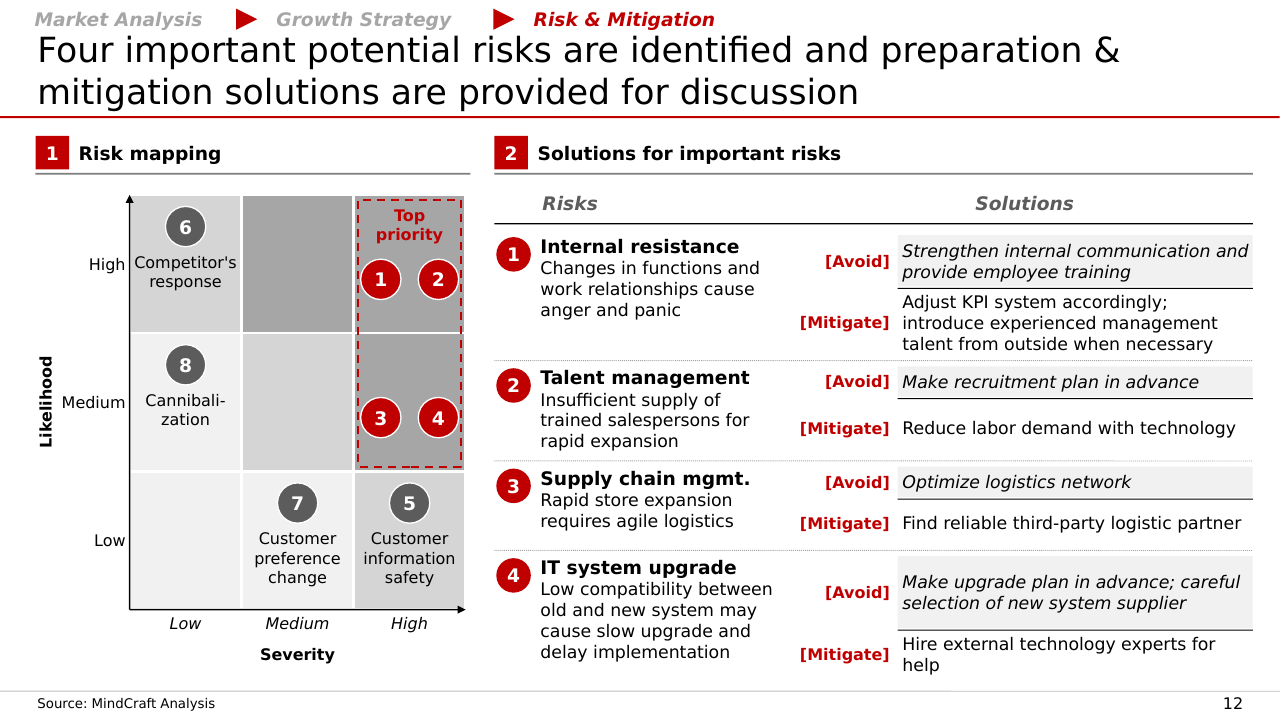 Market Analysis
Growth Strategy
Risk & Mitigation
Four important potential risks are identified and preparation &
mitigation solutions are provided for discussion
1
Risk mapping
Likelihood
High
Medium
Low
6
Competitor's
response
Top
priority
1
2
8
Cannibali-
zation
3
4
7
Customer
preference
change
5
Customer
information
safety
Low
Medium
High
Severity
2
Solutions for important risks
Risks
Solutions
1
Internal resistance
Changes in functions and
work relationships cause
anger and panic
[Avoid]
Strengthen internal communication and
provide employee training
[Mitigate]
Adjust KPI system accordingly;
introduce experienced management
talent from outside when necessary
2
Talent management
Insufficient supply of
trained salespersons for
rapid expansion
[Avoid]
Make recruitment plan in advance
[Mitigate]
Reduce labor demand with technology
3
Supply chain mgmt.
Rapid store expansion
requires agile logistics
[Avoid]
Optimize logistics network
[Mitigate]
Find reliable third-party logistic partner
4
IT system upgrade
Low compatibility between
old and new system may
cause slow upgrade and
delay implementation
[Avoid]
Make upgrade plan in advance; careful
selection of new system supplier
[Mitigate]
Hire external technology experts for
help
Source: MindCraft Analysis
12